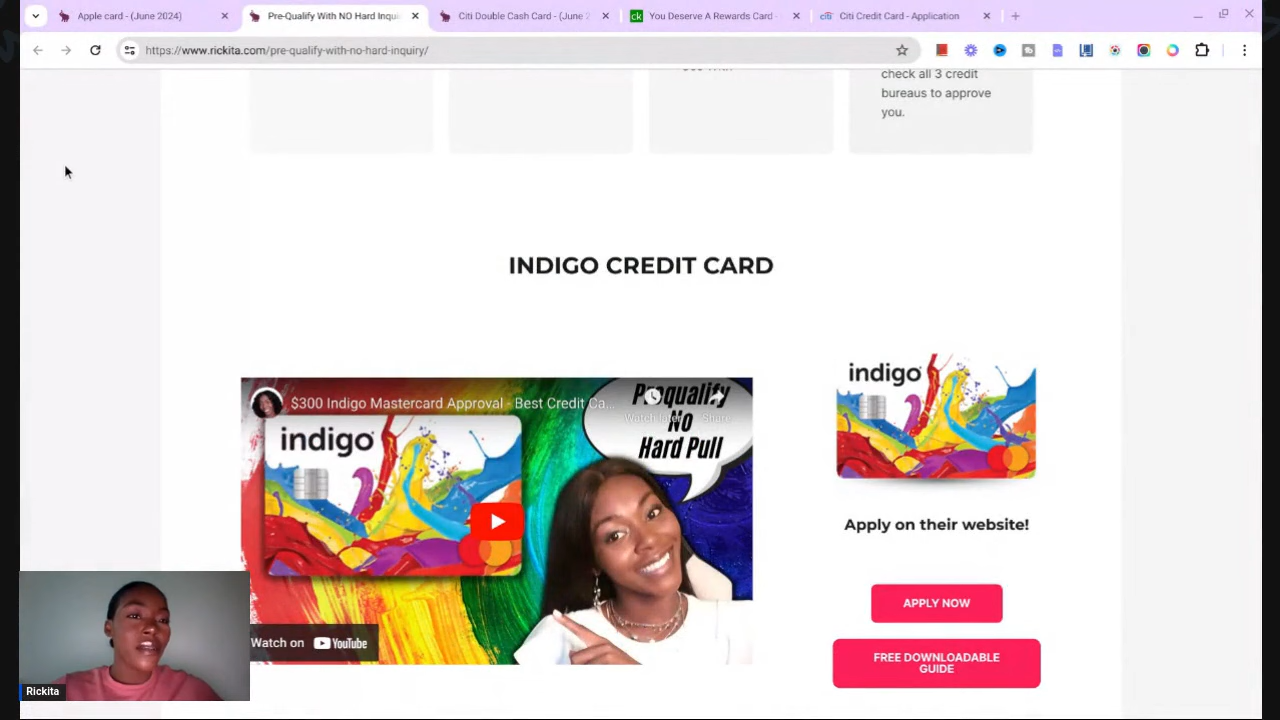 Apple card - (June 2024)
Pre-Qualify With NO Hard Inqui
Citi Double Cash Card - (June 2
You Deserve A Rewards Card -
Citi Credit Card - Application
https://www.rickita.com/pre-qualify-with-no-hard-inquiry/
check all 3 credit
bureaus to approve
you.
INDIGO CREDIT CARD
$300 Indigo Mastercard Approval - Best Credit Ca...
Prequalify
No
Hard Pull
Watch later
Share
indigo
indigo
Apply on their website!
APPLY NOW
Watch on YouTube
FREE DOWNLOADABLE
GUIDE
Rickita